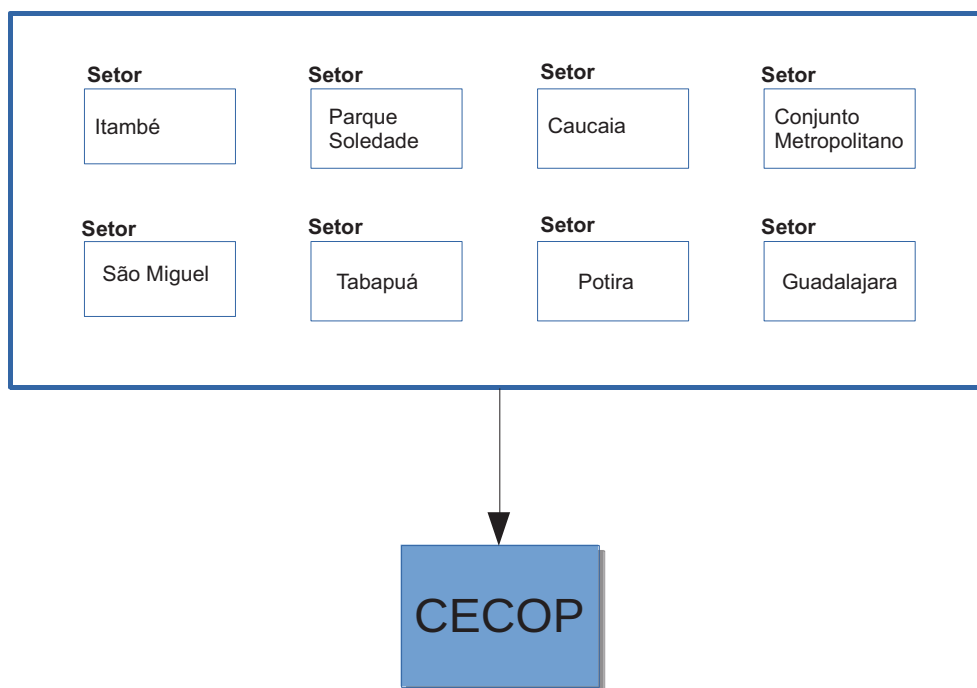 Setor
Itambé
Setor
Parque
Soledade
Setor
Caucaia
Setor
Conjunto
Metropolitano
Setor
São Miguel
Setor
Tabapuá
Setor
Potira
Setor
Guadalajara
CECOP